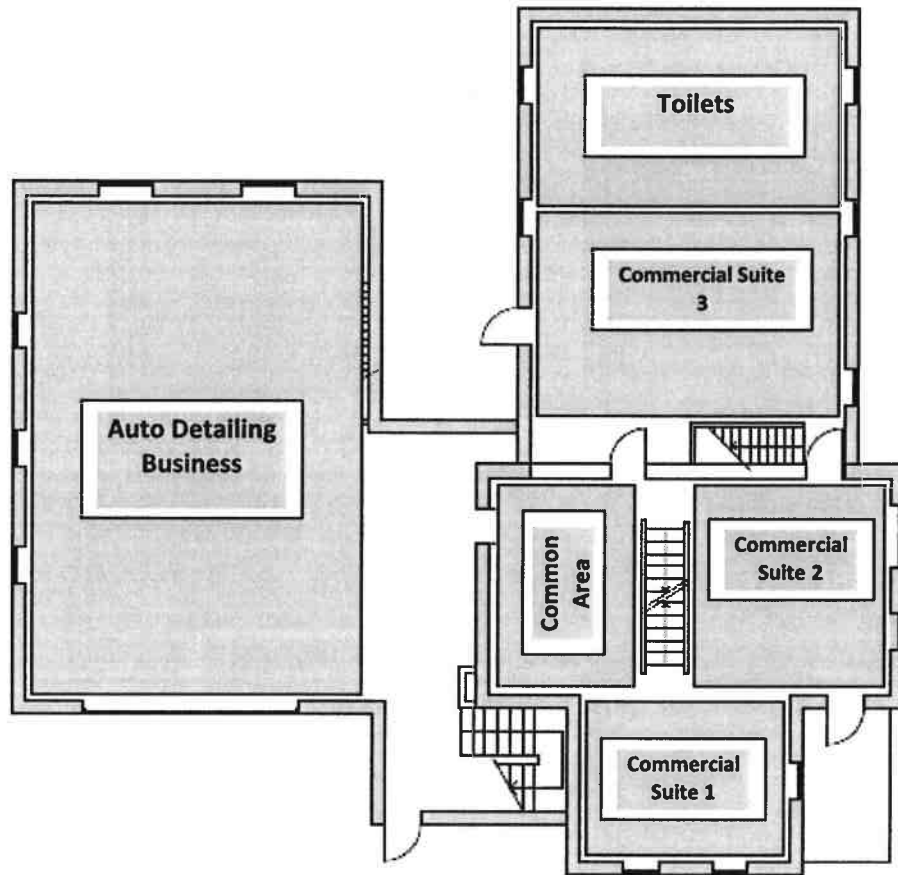 Toilets
Commercial Suite
3
Auto Detailing
Business
Common
Area
Commercial
Suite 2
Commercial
Suite 1